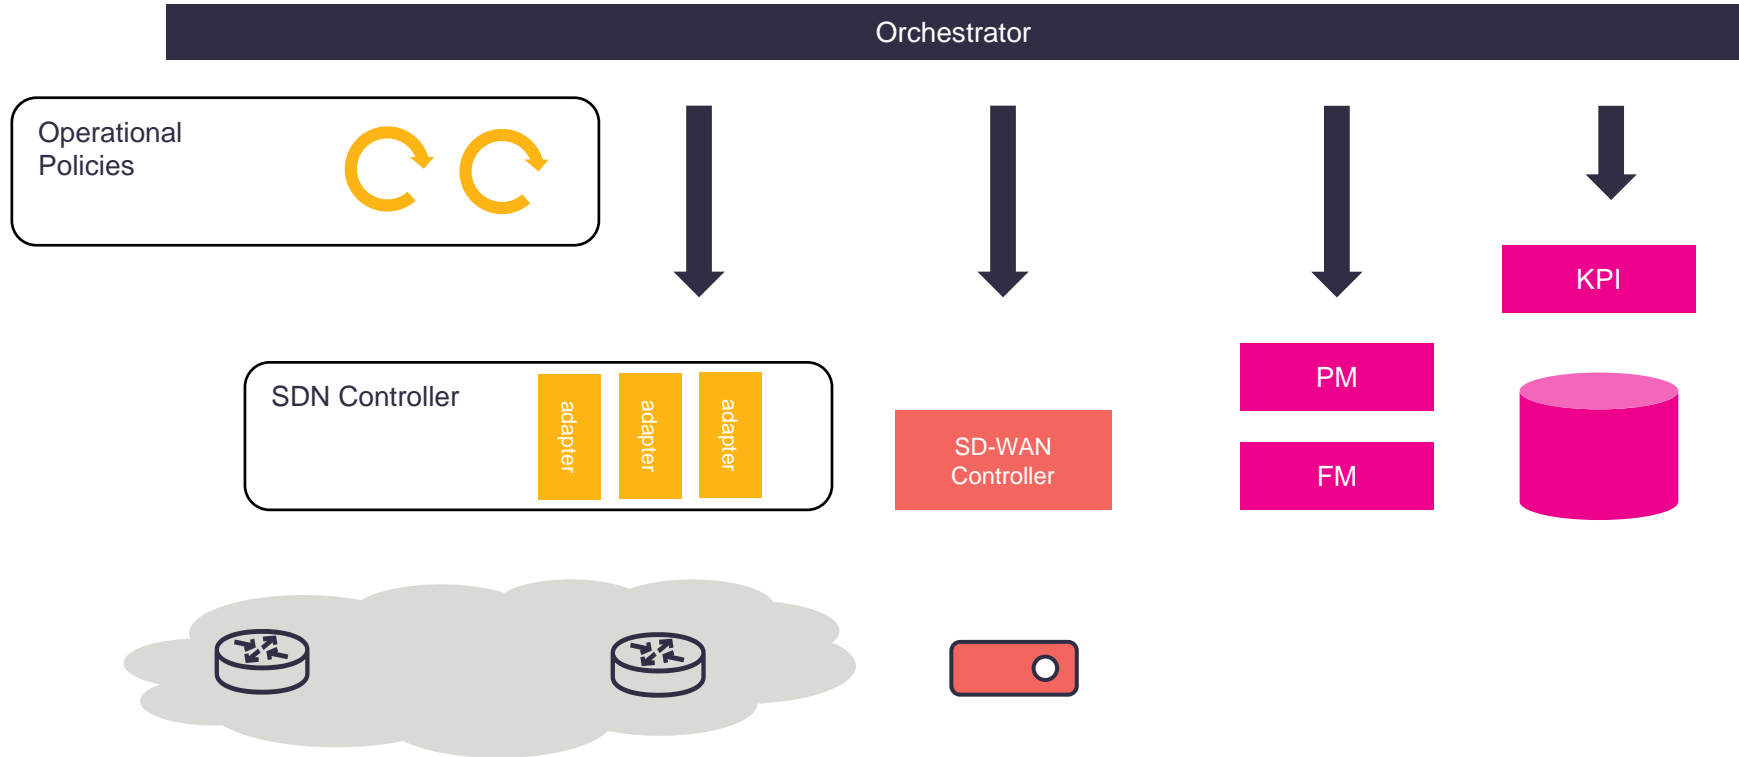 Orchestrator
Operational
Policies
KPI
PM
SDN Controller
adapter
adapter
adapter
SD-WAN
Controller
FM